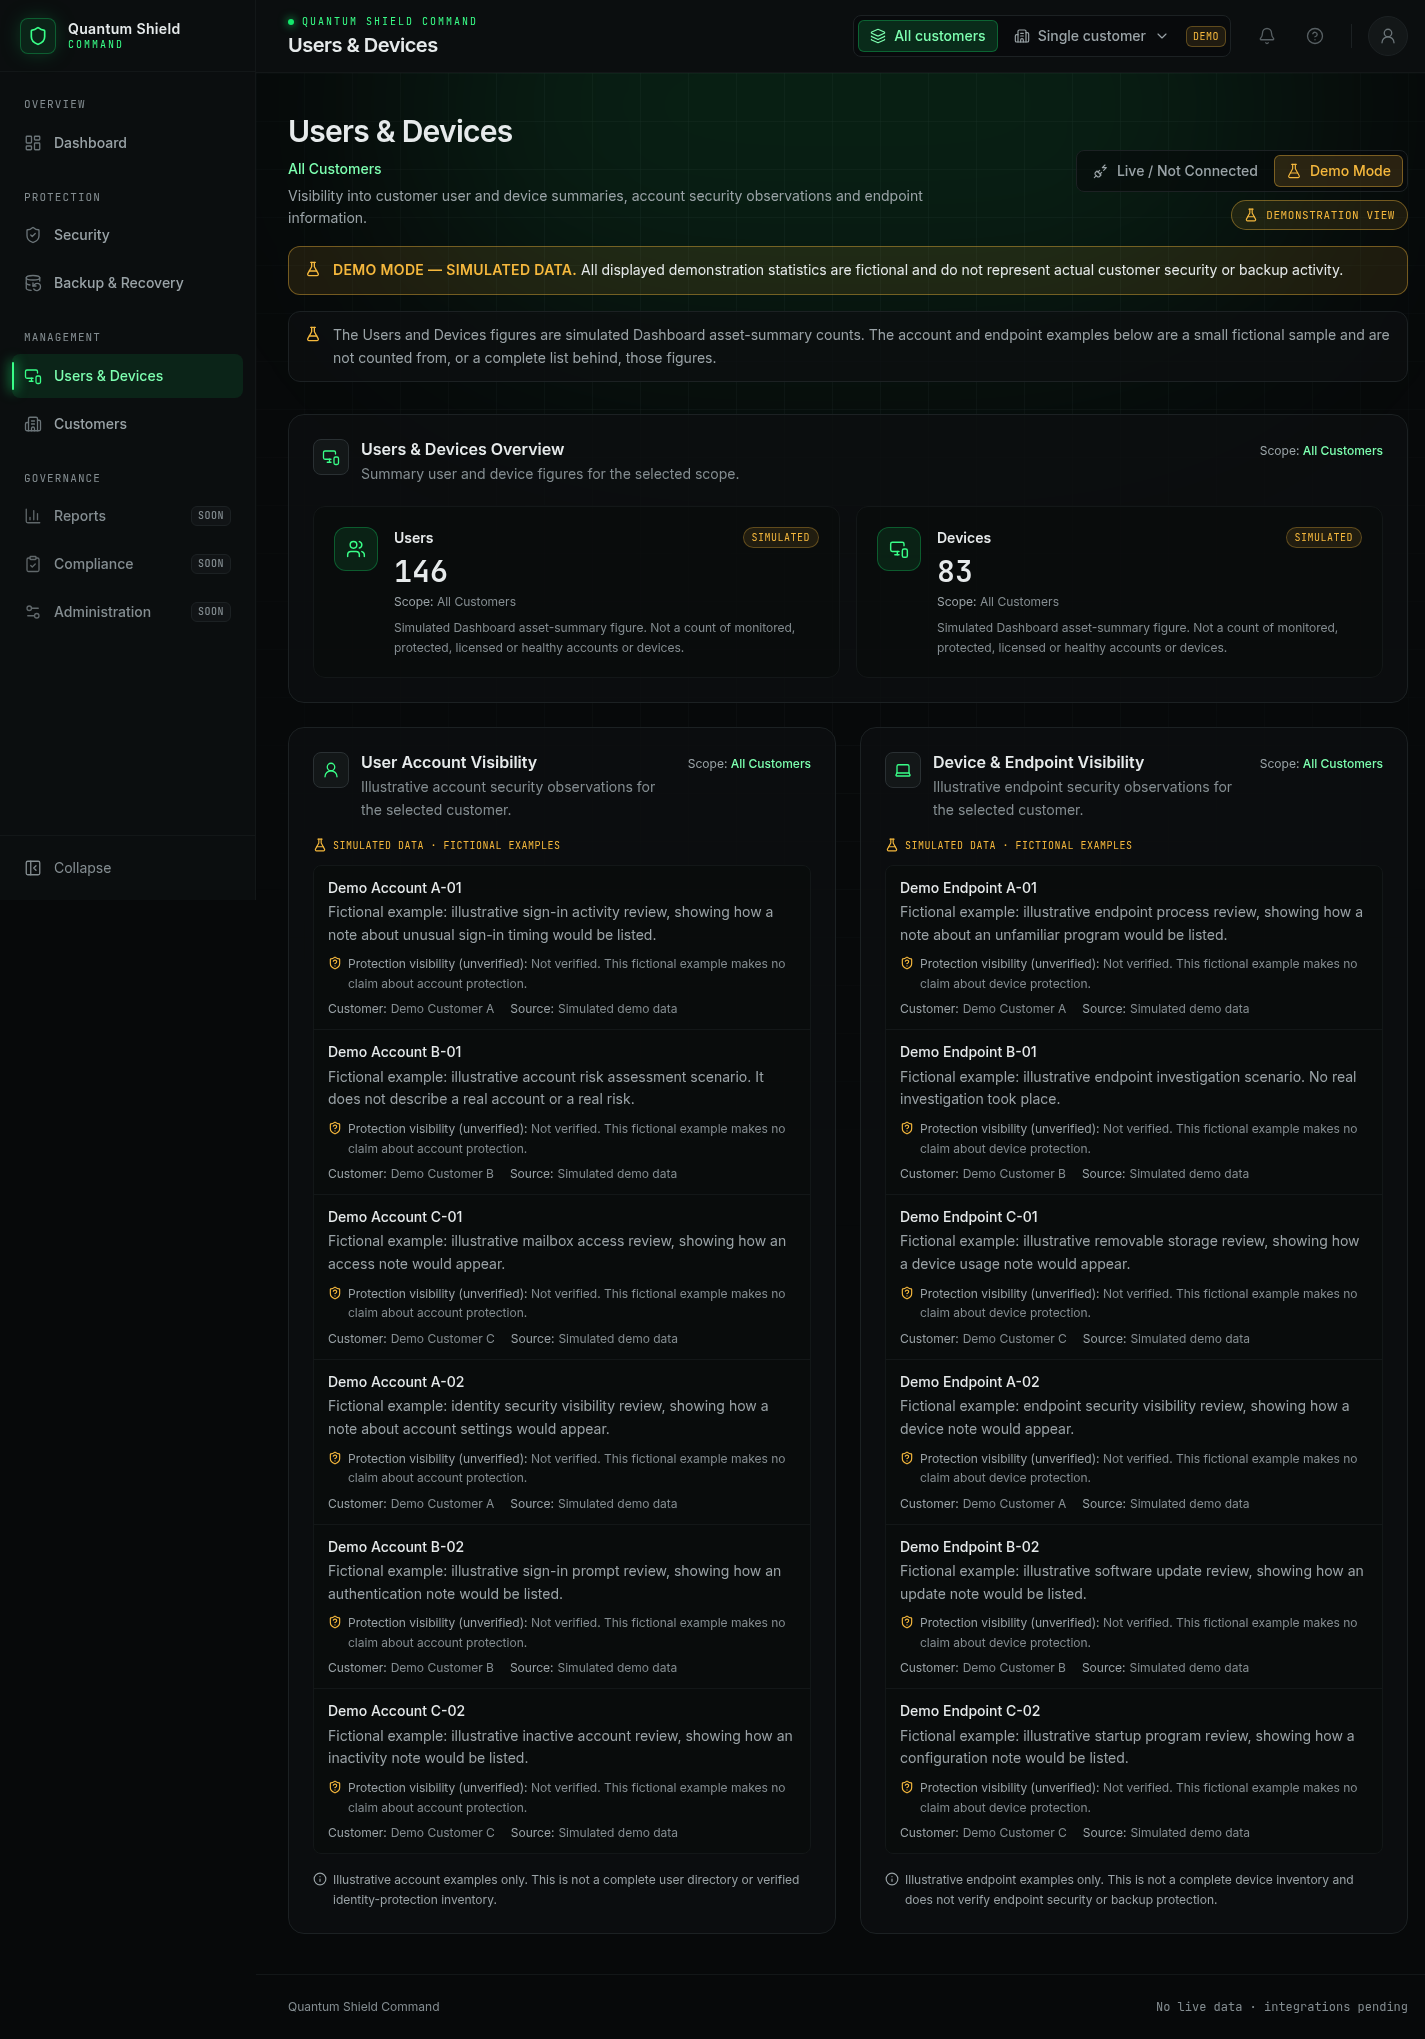 Quantum Shield
COMMAND
OVERVIEW
Dashboard
PROTECTION
Security
Backup & Recovery
MANAGEMENT
Users & Devices
Customers
GOVERNANCE
Reports SOON
Compliance SOON
Administration SOON
Collapse
QUANTUM SHIELD COMMAND
Users & Devices
All customers
Single customer
DEMO
Users & Devices
All Customers
Visibility into customer user and device summaries, account security observations and endpoint
information.
Live / Not Connected
Demo Mode
DEMONSTRATION VIEW
DEMO MODE — SIMULATED DATA. All displayed demonstration statistics are fictional and do not represent actual customer security or backup activity.
The Users and Devices figures are simulated Dashboard asset-summary counts. The account and endpoint examples below are a small fictional sample and are
not counted from, or a complete list behind, those figures.
Users & Devices Overview
Summary user and device figures for the selected scope.
Scope: All Customers
Users
SIMULATED
146
Scope: All Customers
Simulated Dashboard asset-summary figure. Not a count of monitored,
protected, licensed or healthy accounts or devices.
Devices
SIMULATED
83
Scope: All Customers
Simulated Dashboard asset-summary figure. Not a count of monitored,
protected, licensed or healthy accounts or devices.
User Account Visibility
Scope: All Customers
Illustrative account security observations for
the selected customer.
SIMULATED DATA · FICTIONAL EXAMPLES
Demo Account A-01
Fictional example: illustrative sign-in activity review, showing how a
note about unusual sign-in timing would be listed.
Protection visibility (unverified): Not verified. This fictional example makes no
claim about account protection.
Customer: Demo Customer A Source: Simulated demo data
Demo Account B-01
Fictional example: illustrative account risk assessment scenario. It
does not describe a real account or a real risk.
Protection visibility (unverified): Not verified. This fictional example makes no
claim about account protection.
Customer: Demo Customer B Source: Simulated demo data
Demo Account C-01
Fictional example: illustrative mailbox access review, showing how an
access note would appear.
Protection visibility (unverified): Not verified. This fictional example makes no
claim about account protection.
Customer: Demo Customer C Source: Simulated demo data
Demo Account A-02
Fictional example: identity security visibility review, showing how a
note about account settings would appear.
Protection visibility (unverified): Not verified. This fictional example makes no
claim about account protection.
Customer: Demo Customer A Source: Simulated demo data
Demo Account B-02
Fictional example: illustrative sign-in prompt review, showing how an
authentication note would be listed.
Protection visibility (unverified): Not verified. This fictional example makes no
claim about account protection.
Customer: Demo Customer B Source: Simulated demo data
Demo Account C-02
Fictional example: illustrative inactive account review, showing how an
inactivity note would be listed.
Protection visibility (unverified): Not verified. This fictional example makes no
claim about account protection.
Customer: Demo Customer C Source: Simulated demo data
Illustrative account examples only. This is not a complete user directory or verified
identity-protection inventory.
Device & Endpoint Visibility
Scope: All Customers
Illustrative endpoint security observations for
the selected customer.
SIMULATED DATA · FICTIONAL EXAMPLES
Demo Endpoint A-01
Fictional example: illustrative endpoint process review, showing how a
note about an unfamiliar program would be listed.
Protection visibility (unverified): Not verified. This fictional example makes no
claim about device protection.
Customer: Demo Customer A Source: Simulated demo data
Demo Endpoint B-01
Fictional example: illustrative endpoint investigation scenario. No real
investigation took place.
Protection visibility (unverified): Not verified. This fictional example makes no
claim about device protection.
Customer: Demo Customer B Source: Simulated demo data
Demo Endpoint C-01
Fictional example: illustrative removable storage review, showing how
a device usage note would appear.
Protection visibility (unverified): Not verified. This fictional example makes no
claim about device protection.
Customer: Demo Customer C Source: Simulated demo data
Demo Endpoint A-02
Fictional example: endpoint security visibility review, showing how a
device note would appear.
Protection visibility (unverified): Not verified. This fictional example makes no
claim about device protection.
Customer: Demo Customer A Source: Simulated demo data
Demo Endpoint B-02
Fictional example: illustrative software update review, showing how an
update note would be listed.
Protection visibility (unverified): Not verified. This fictional example makes no
claim about device protection.
Customer: Demo Customer B Source: Simulated demo data
Demo Endpoint C-02
Fictional example: illustrative startup program review, showing how a
configuration note would be listed.
Protection visibility (unverified): Not verified. This fictional example makes no
claim about device protection.
Customer: Demo Customer C Source: Simulated demo data
Illustrative endpoint examples only. This is not a complete device inventory and
does not verify endpoint security or backup protection.
Quantum Shield Command
No live data · integrations pending